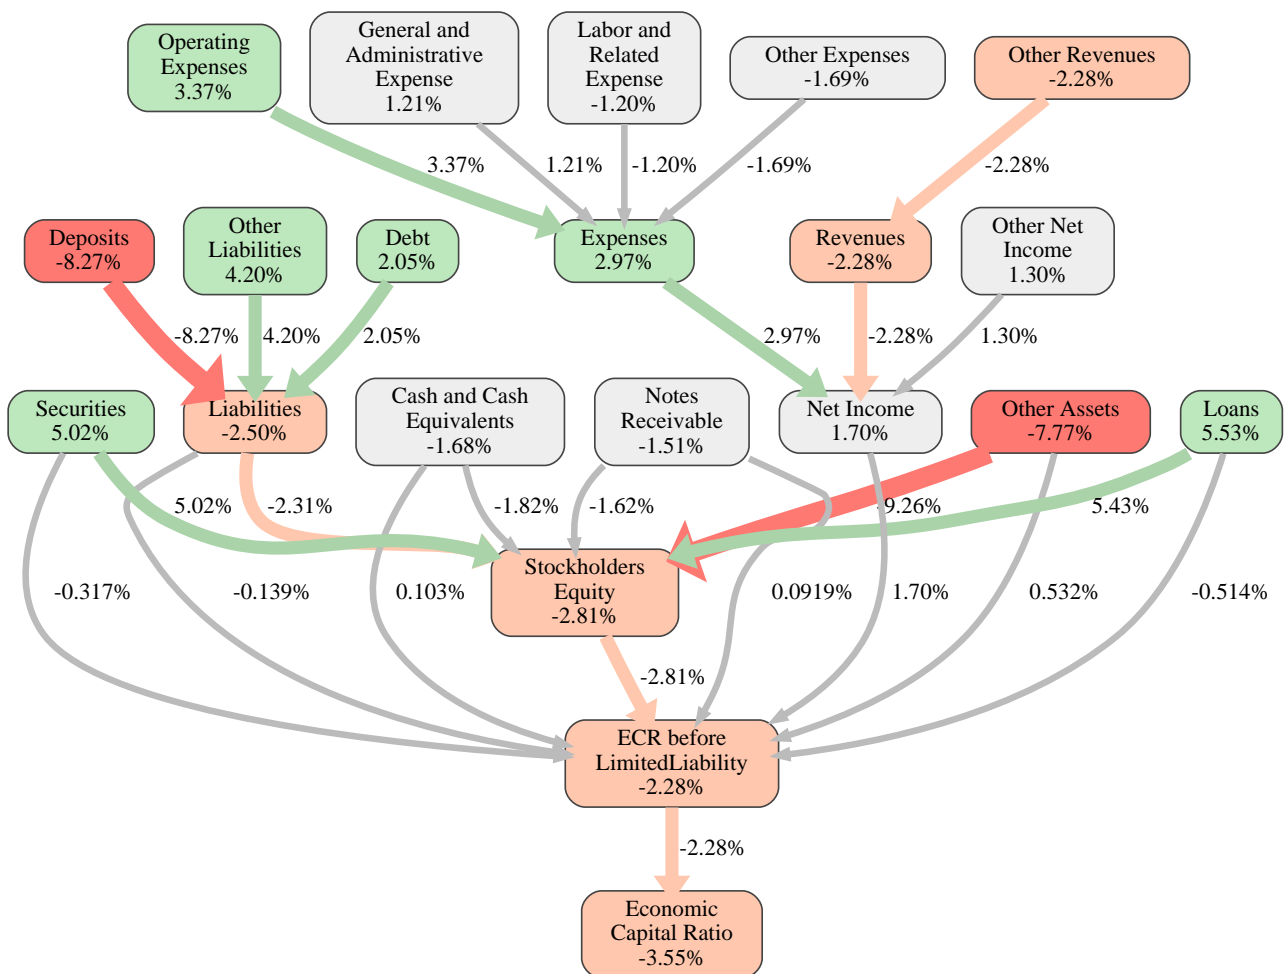 Operating
Expenses
3.37%
General and
Administrative
Expense
1.21%
Labor and
Related
Expense
-1.20%
Other Expenses
-1.69%
Other Revenues
-2.28%
3.37%
1.21%
-1.20%
-1.69%
-2.28%
Deposits
-8.27%
Other
Liabilities
4.20%
Debt
2.05%
Expenses
2.97%
Revenues
-2.28%
Other Net
Income
1.30%
-8.27%
4.20%
2.05%
2.97%
-2.28%
1.30%
Securities
5.02%
Liabilities
-2.50%
Cash and Cash
Equivalents
-1.68%
Notes
Receivable
-1.51%
Net Income
1.70%
Other Assets
-7.77%
Loans
5.53%
5.02%
-2.31%
-1.82%
-1.62%
-9.26%
5.43%
Stockholders
Equity
-2.81%
-0.317%
-0.139%
0.103%
0.0919%
1.70%
0.532%
-0.514%
-2.81%
ECR before
LimitedLiability
-2.28%
-2.28%
Economic
Capital Ratio
-3.55%